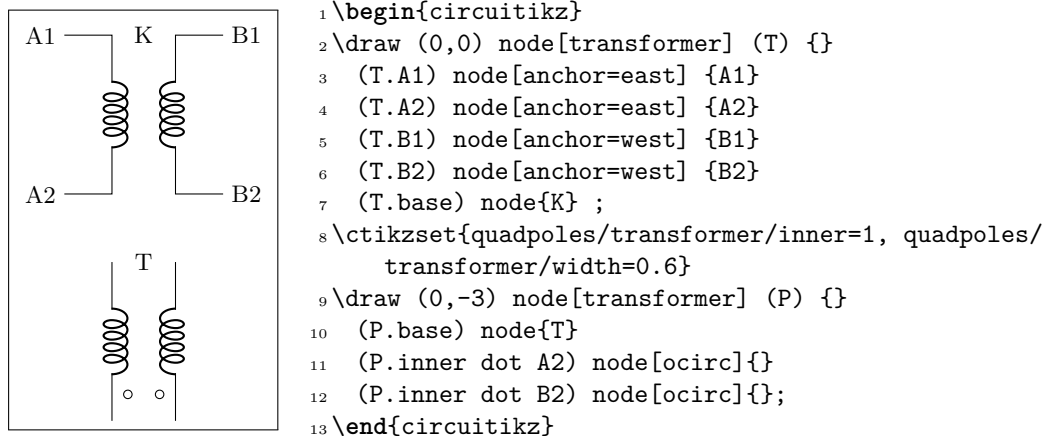 A1 K B1
A2 B2
T
1 \begin{circuitikz}
2 \draw (0,0) node[transformer] (T) {}
3 (T.A1) node[anchor=east] {A1}
4 (T.A2) node[anchor=east] {A2}
5 (T.B1) node[anchor=west] {B1}
6 (T.B2) node[anchor=west] {B2}
7 (T.base) node{K} ;
8 \ctikzset{quadpoles/transformer/inner=1, quadpoles/
transformer/width=0.6}
9 \draw (0,-3) node[transformer] (P) {}
10 (P.base) node{T}
11 (P.inner dot A2) node[ocirc]{}
12 (P.inner dot B2) node[ocirc]{};
13 \end{circuitikz}